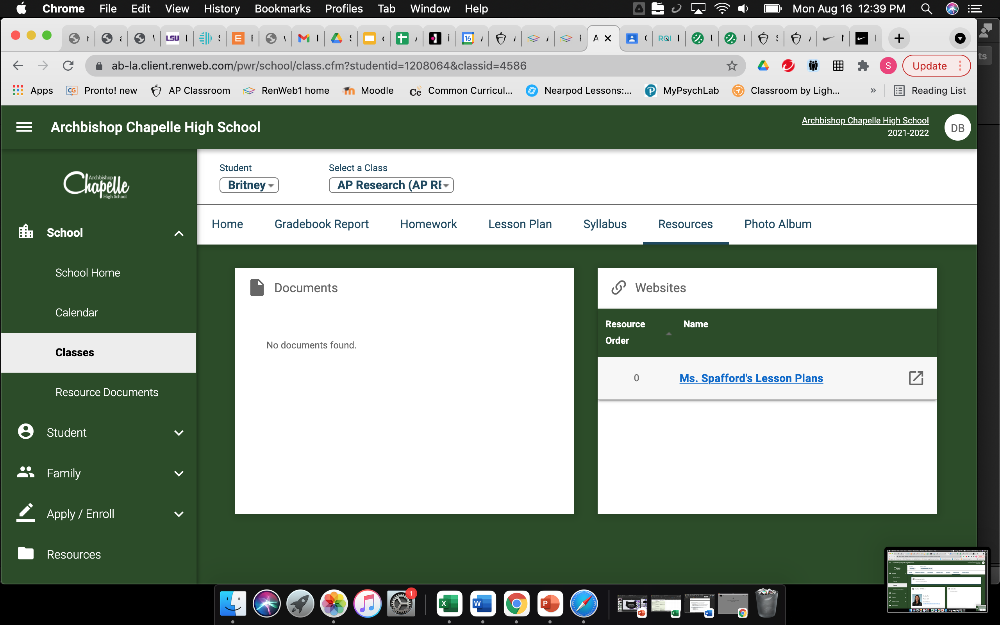 Chrome File Edit View History Bookmarks Profiles Tab Window Help Mon Aug 16 12:39 PM
LSU E 16 A RQI
ab-la.client.renweb.com/pwr/school/class.cfm?studentid=1208064&classid=4586 S Update
Apps Pronto! new AP Classroom RenWeb1 home Moodle Common Curricul... Nearpod Lessons:... MyPsychLab Classroom by Ligh... » Reading List
Archbishop Chapelle High School
Archbishop Chapelle High School
2021-2022
DB
Archbishop
Chapelle
High School
Student Select a Class
Britney AP Research (AP RE
Home Gradebook Report Homework Lesson Plan Syllabus Resources Photo Album
School
School Home
Calendar
Classes
Resource Documents
Student
Family
Apply / Enroll
Resources
Documents
No documents found.
Websites
Resource Order Name
0 Ms. Spafford's Lesson Plans
1